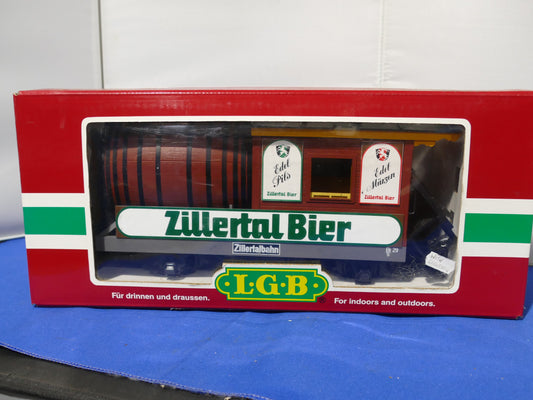 Edel
Pils
Zillertal Bier
Edel
Märzen
Zillertal Bier
Zillertal Bier
Zillertalbahn
29
Für drinnen und draussen.
L·G·B
®
For indoors and outdoors.